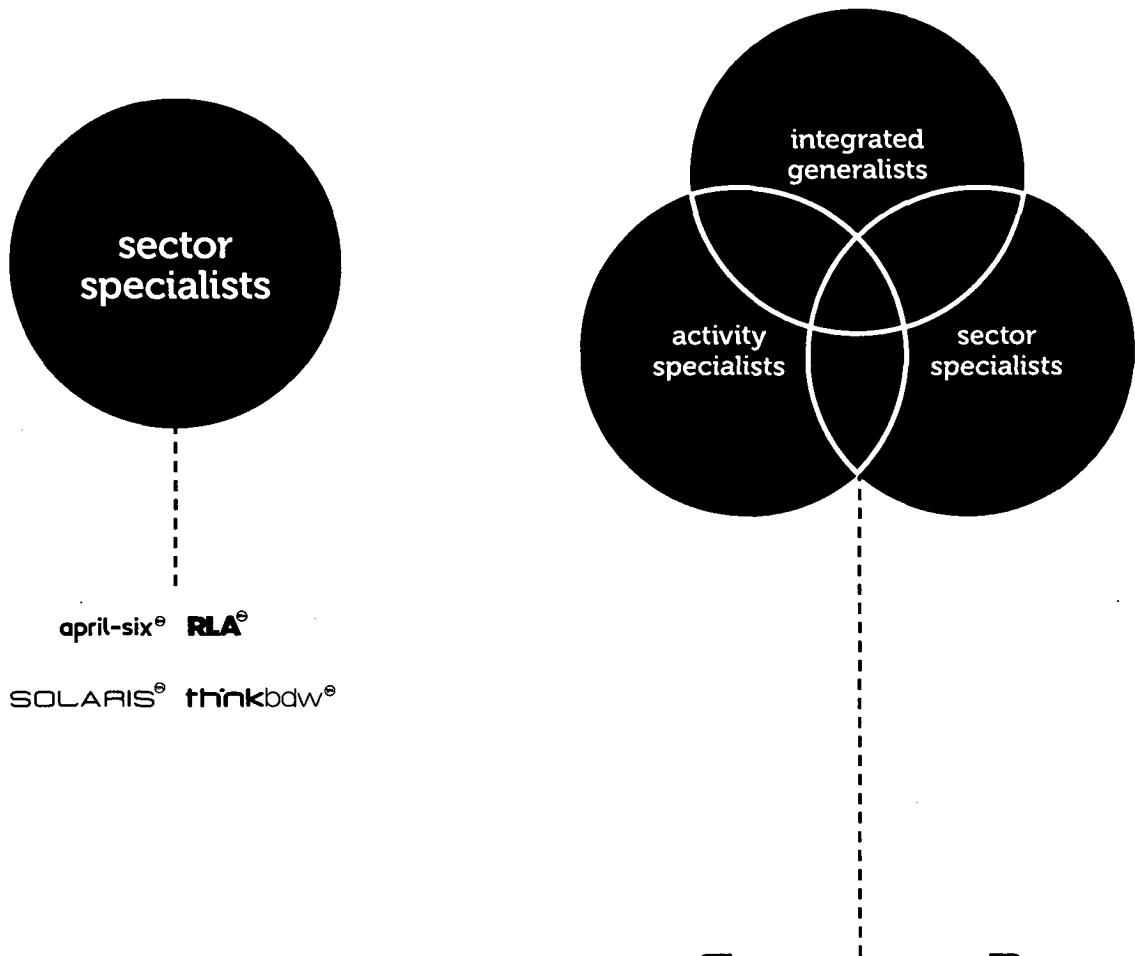 sector
specialists
april-six RLA
SOLARIS thinkbdw
integrated
generalists
activity
specialists
sector
specialists